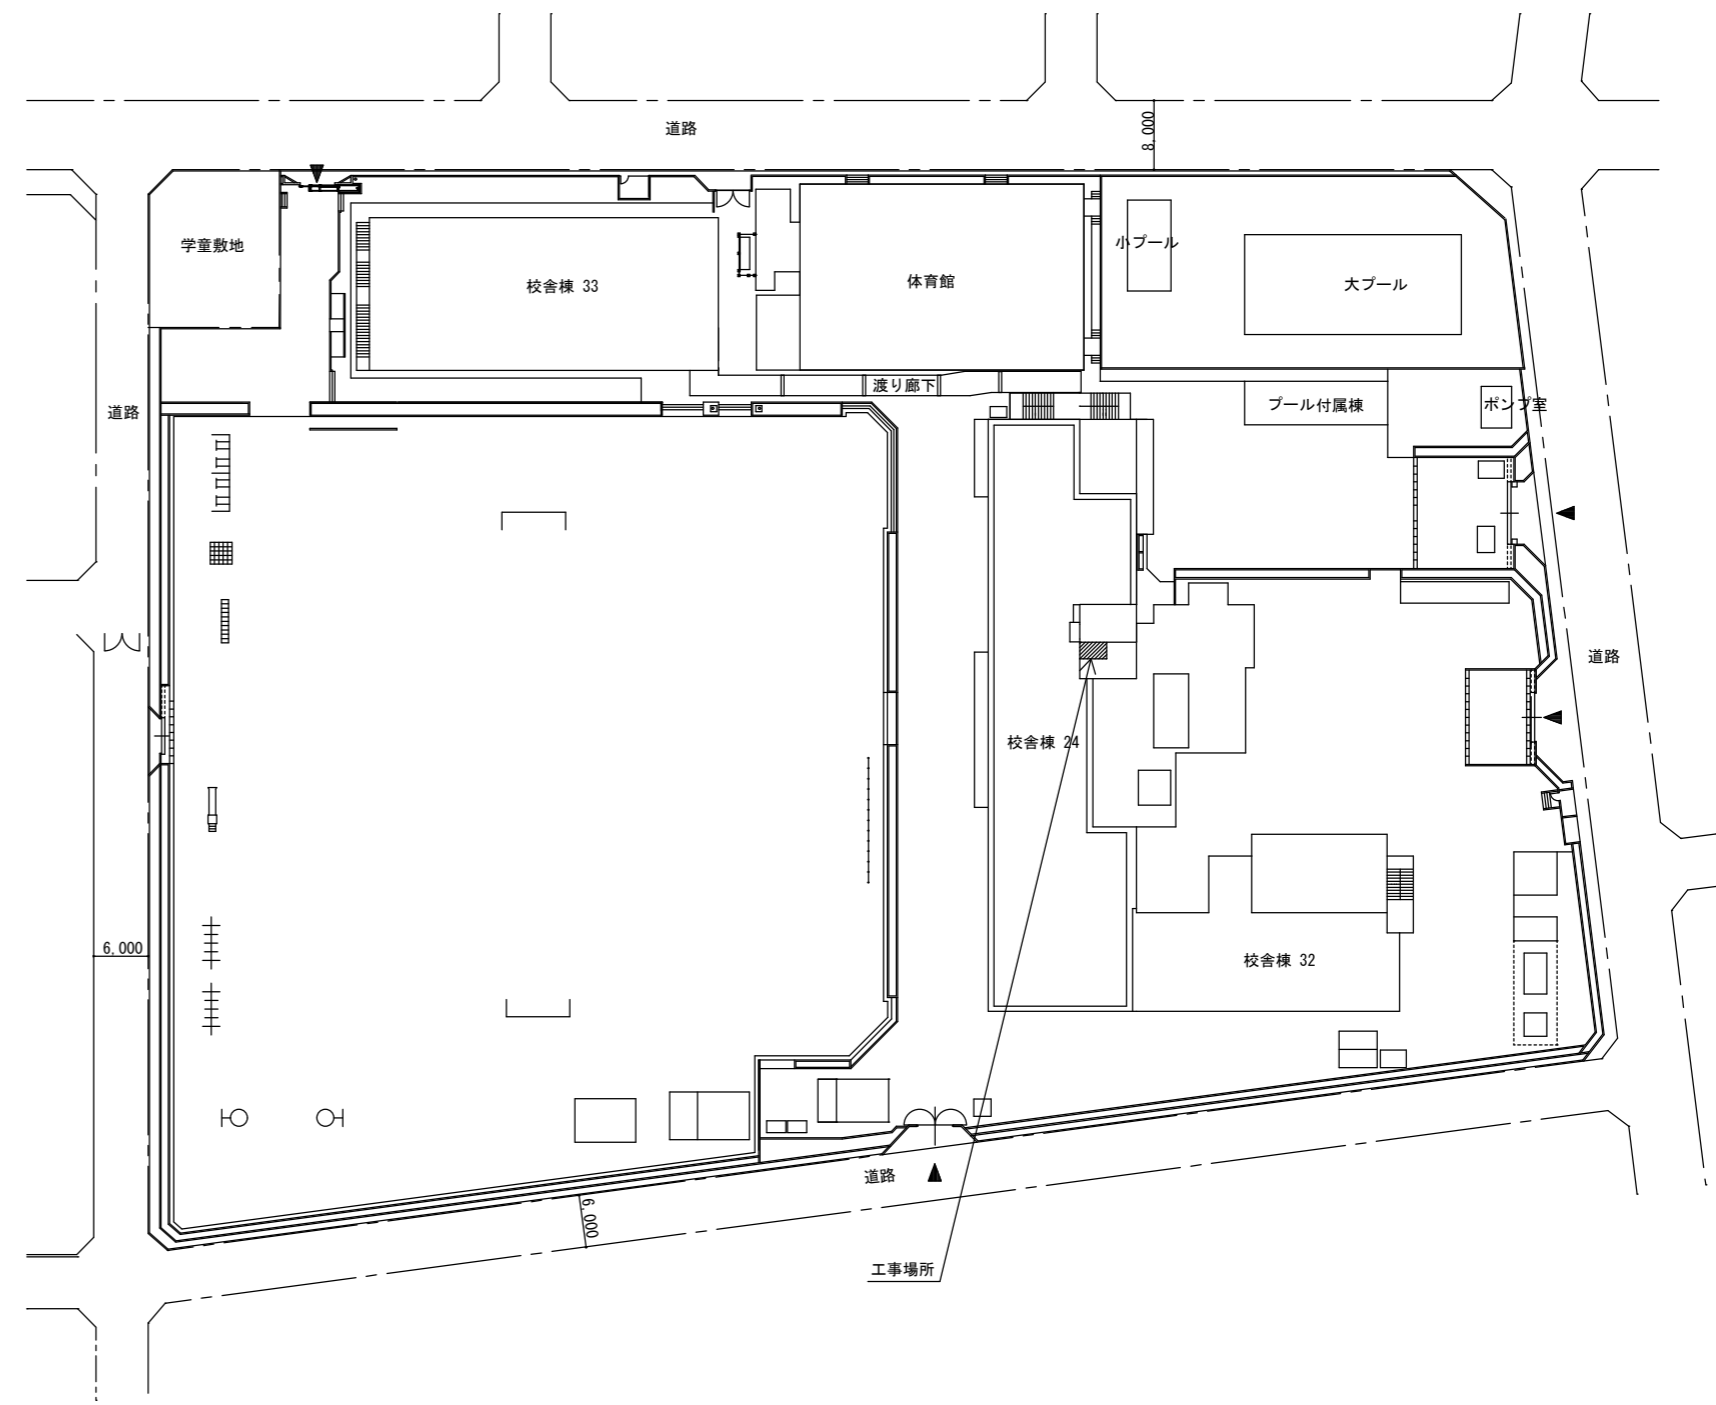 道路
8,000
学童敷地
校舎棟 33
体育館
小プール
大プール
渡り廊下
プール付属棟
ポンプ室
道路
道路
校舎棟 24
6,000
校舎棟 32
道路
6,000
工事場所